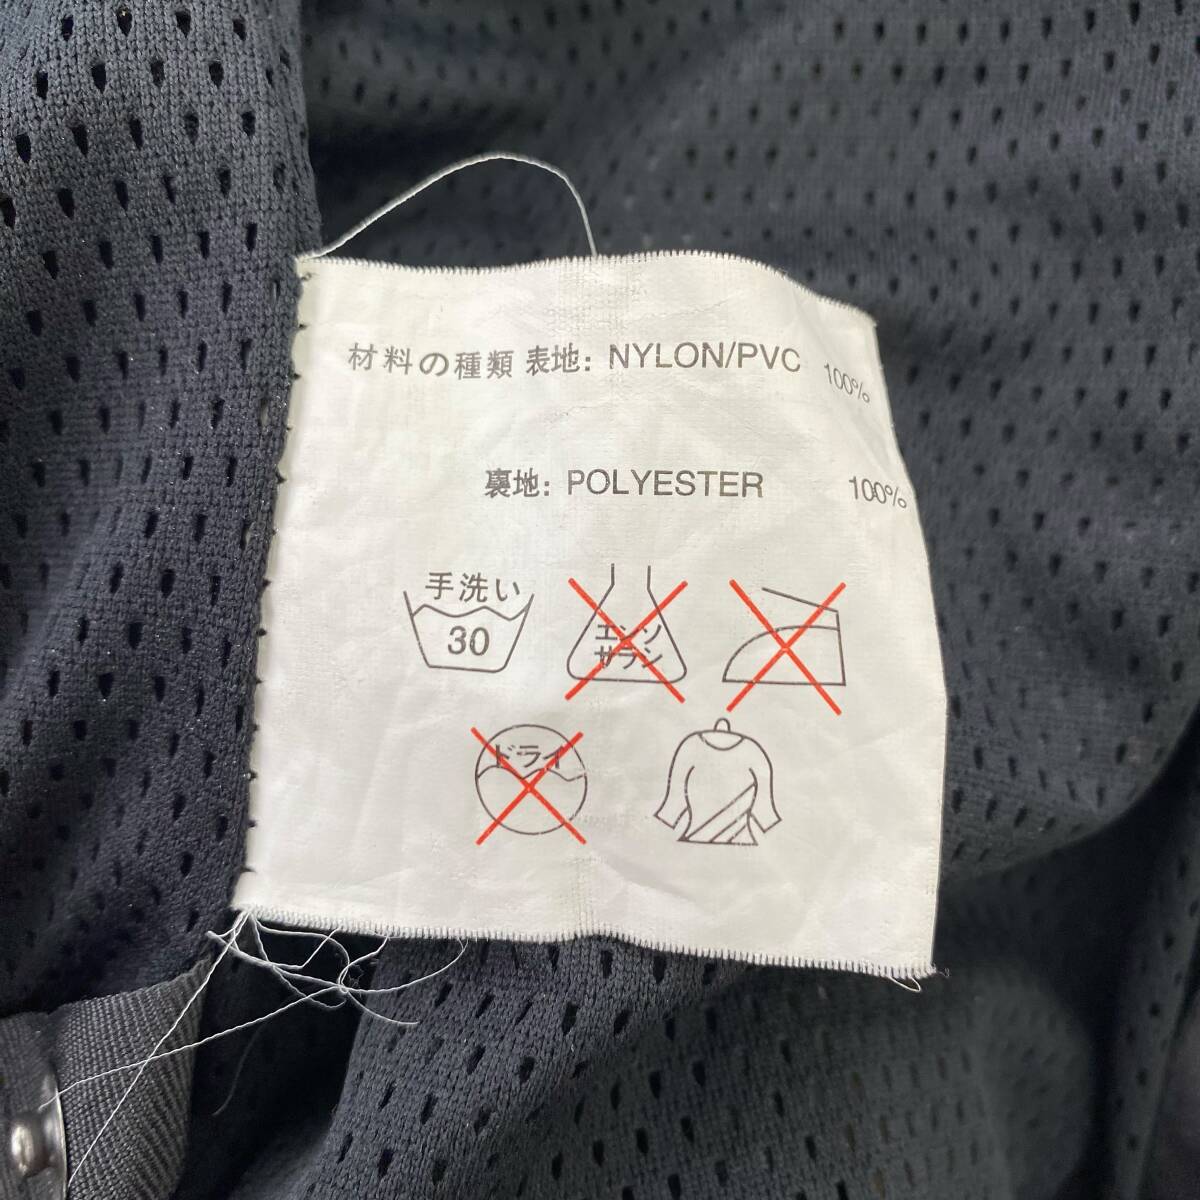 材料の種類 表地: NYLON/PVC 100%
裏地: POLYESTER 100%
手洗い
30
エンソ
サラシ
ドライ